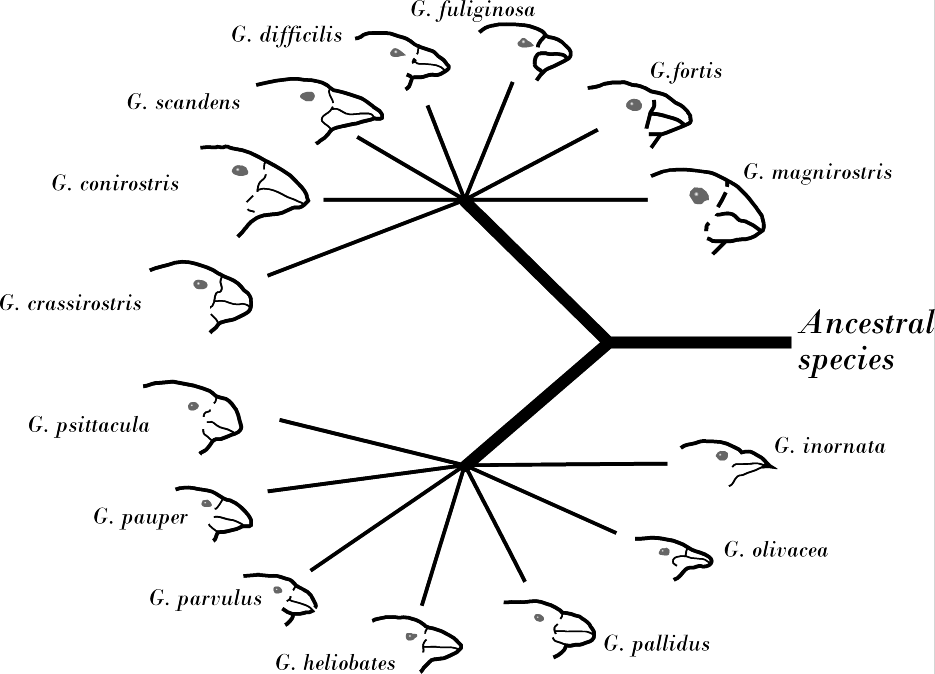 G. fuliginosa
G. difficilis
G.fortis
G. scandens
G. magnirostris
G. conirostris
G. crassirostris
Ancestral
species
G. psittacula
G. inornata
G. pauper
G. olivacea
G. parvulus
G. pallidus
G. heliobates